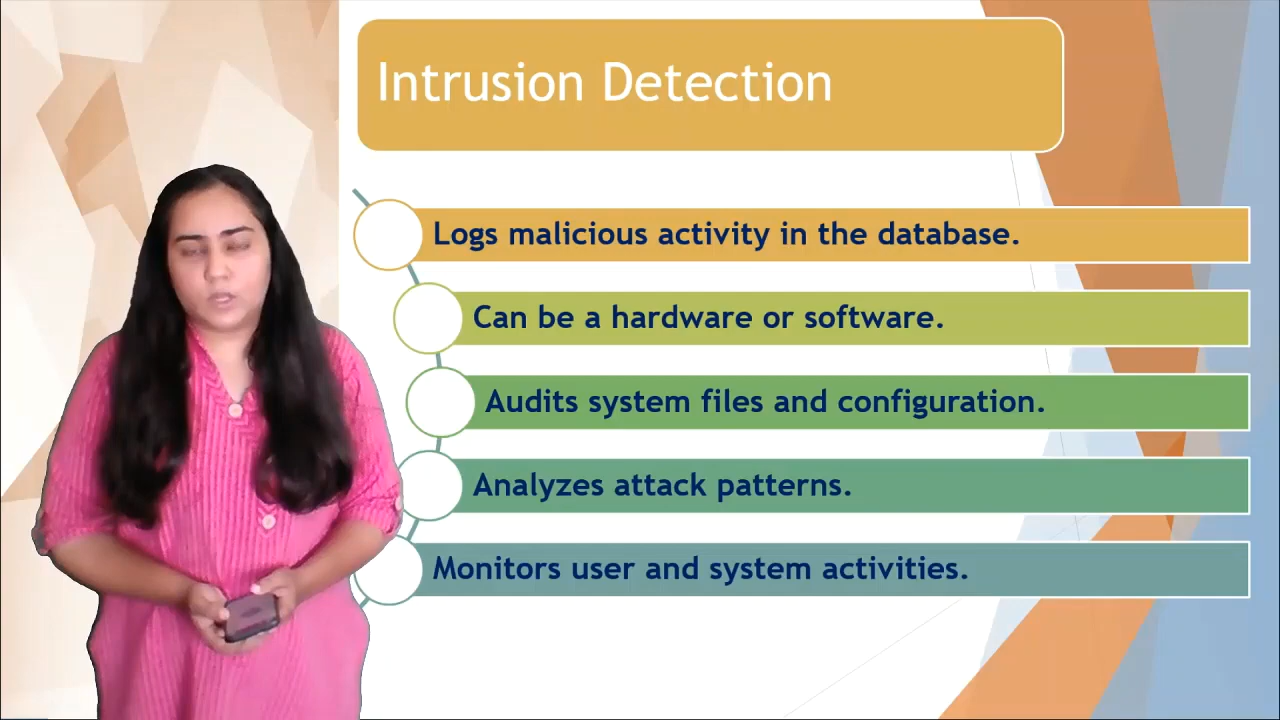 Intrusion Detection
Logs malicious activity in the database.
Can be a hardware or software.
Audits system files and configuration.
Analyzes attack patterns.
Monitors user and system activities.